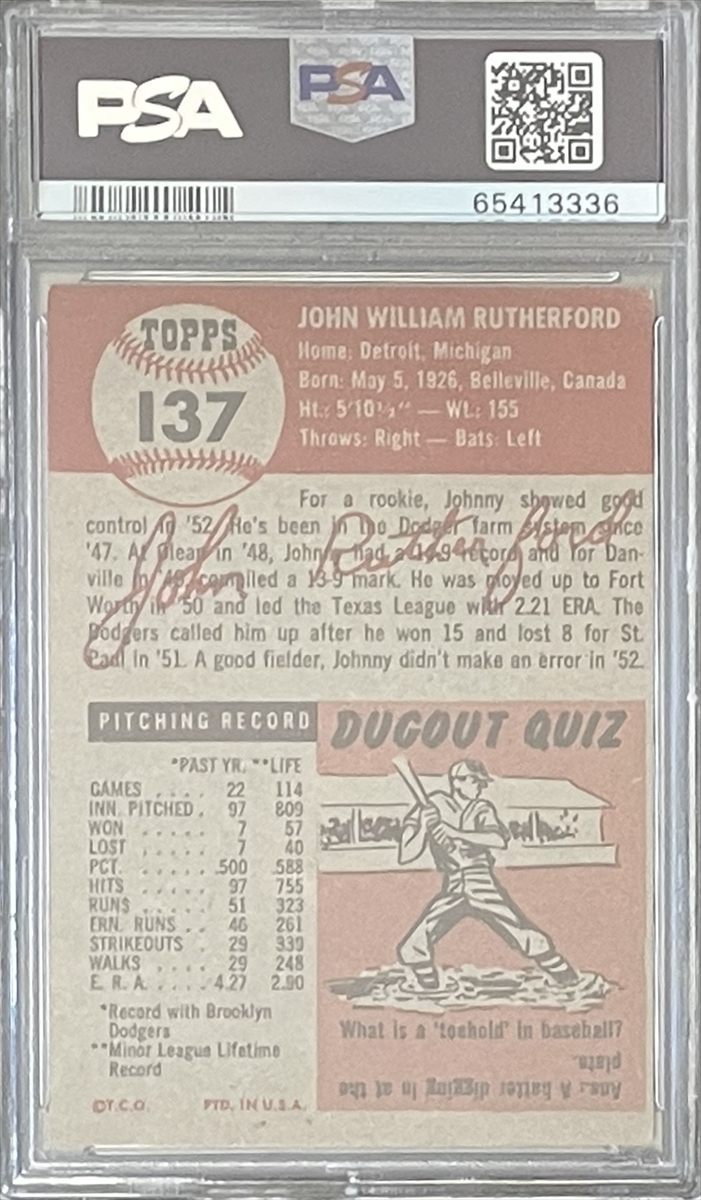 PSA
PSA
65413336
TOPPS
137
JOHN WILLIAM RUTHERFORD
Home: Detroit, Michigan
Born: May 5, 1926, Belleville, Canada
Ht.: 5'10½" — Wt.: 155
Throws: Right — Bats: Left
For a rookie, Johnny showed good
control in '52. He's been in the Dodger farm system since
'47. At Olean in '48, Johnny had a record and for Dan-
ville in '49 compiled a 13-9 mark. He was moved up to Fort
Worth in '50 and led the Texas League with 2.21 ERA. The
Dodgers called him up after he won 15 and lost 8 for St.
Paul in '51. A good fielder, Johnny didn't make an error in '52.
John Rutherford
PITCHING RECORD
*PAST YR. **LIFE
GAMES .... 22 114
INN. PITCHED . 97 809
WON ..... 7 57
LOST ..... 7 40
PCT. ..... .500 .588
HITS ..... 97 755
RUNS ..... 51 323
ERN. RUNS .. 46 261
STRIKEOUTS . 29 339
WALKS .... 29 248
E. R. A. .... 4.27 2.90
*Record with Brooklyn
Dodgers
**Minor League Lifetime
Record
©T.C.G. PTD. IN U.S.A.
DUGOUT QUIZ
What is a 'toehold' in baseball?
Ans. A batter digging in at the
plate.